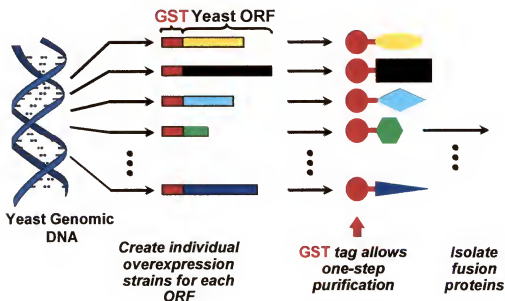 GST Yeast ORF
Yeast Genomic
DNA
Create individual
overexpression
strains for each
ORF
GST tag allows
one-step
purification
Isolate
fusion
proteins